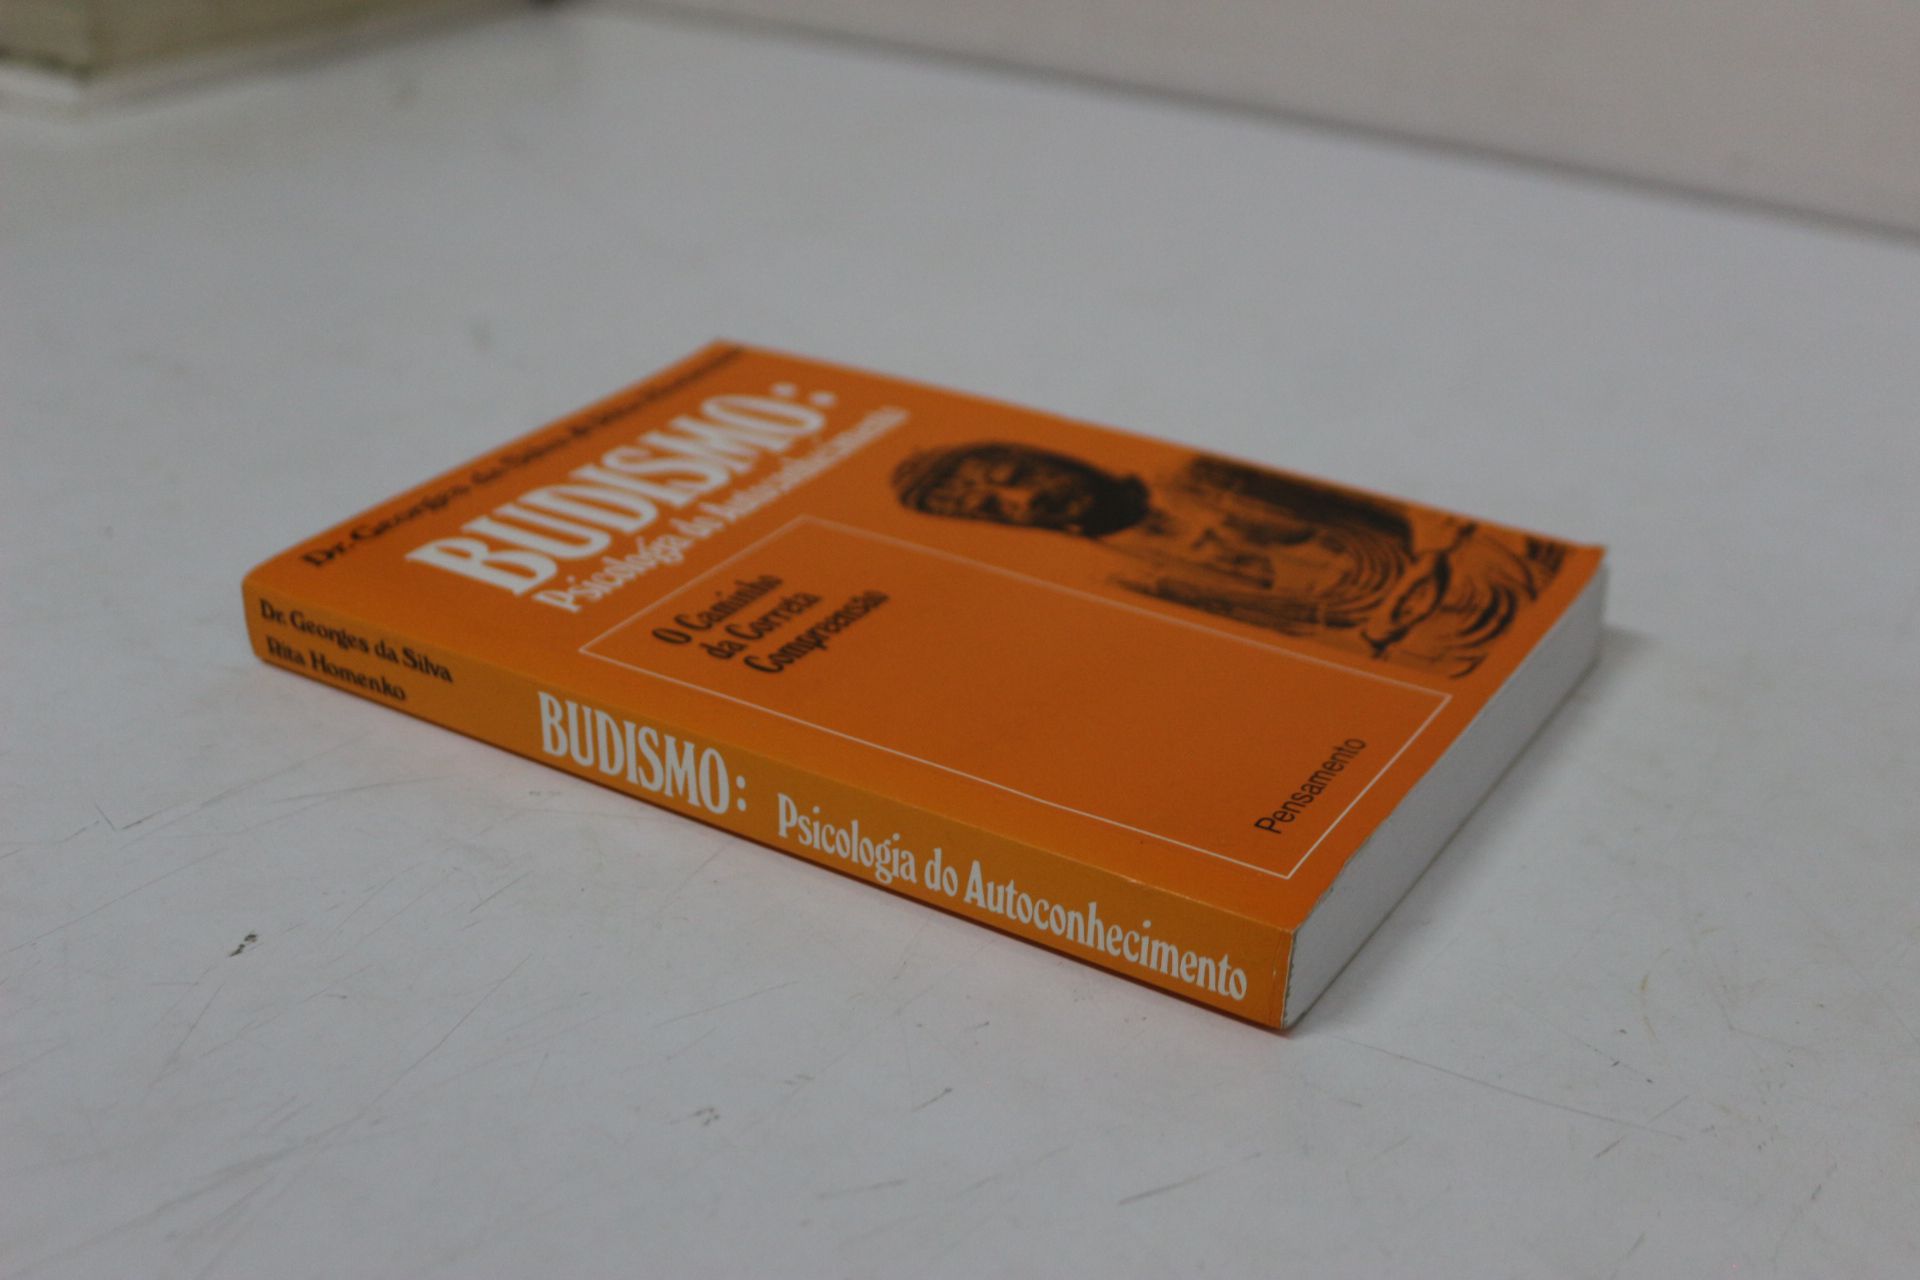 Dr. Georges da Silva & Rita Homenko
BUDISMO:
Psicologia do Autoconhecimento
O Caminho
da Correta
Compreensão
Pensamento
Dr. Georges da Silva
Rita Homenko
BUDISMO: Psicologia do Autoconhecimento